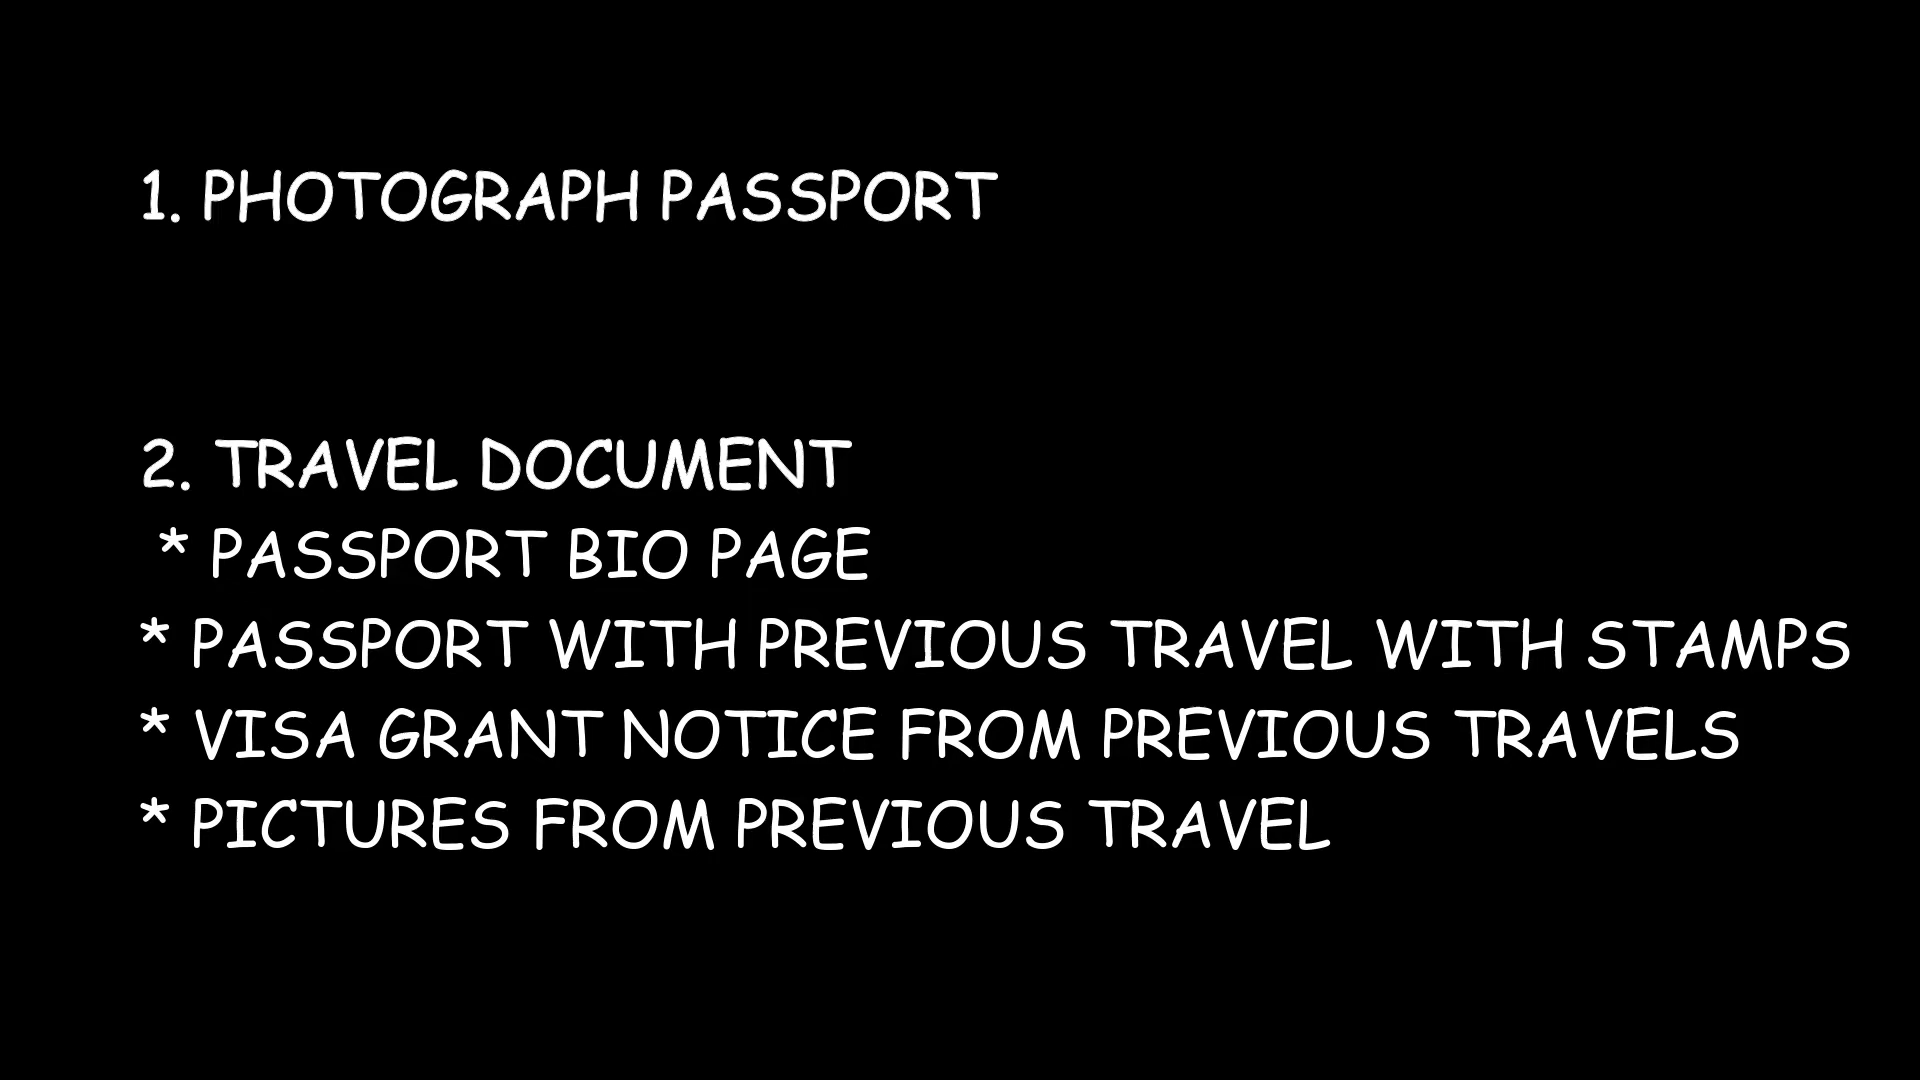 1. PHOTOGRAPH PASSPORT
2. TRAVEL DOCUMENT
* PASSPORT BIO PAGE
* PASSPORT WITH PREVIOUS TRAVEL WITH STAMPS
* VISA GRANT NOTICE FROM PREVIOUS TRAVELS
* PICTURES FROM PREVIOUS TRAVEL